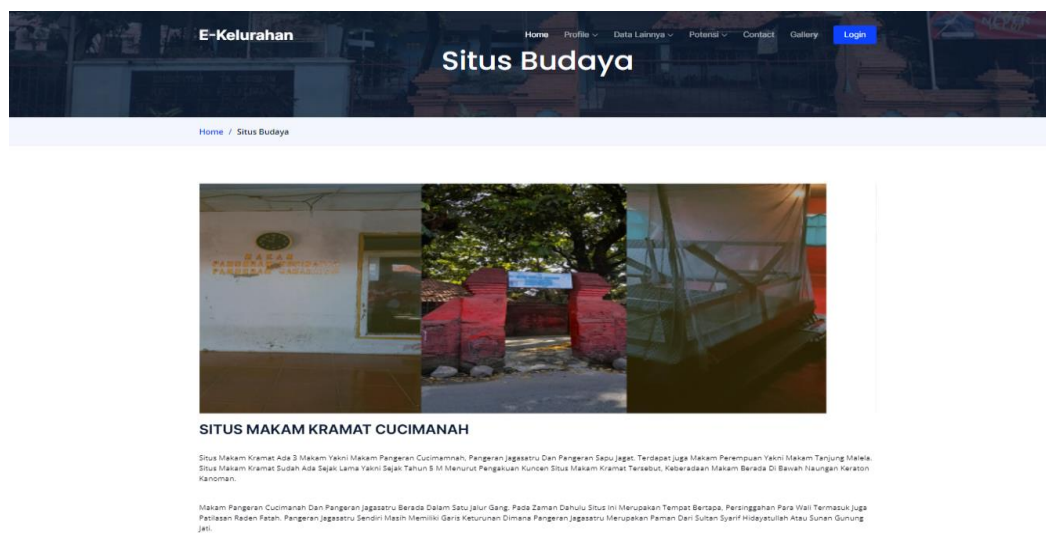 E-Kelurahan
Home Profile Data Lainnya Potensi Contact Gallery Login
Situs Budaya
Home / Situs Budaya
MAKAM
SITUS MAKAM KRAMAT CUCIMANAH
Situs Makam Kramat Ada 3 Makam Yakni Makam Pangeran Cucimamnah, Pangeran Jagasatru Dan Pangeran Sapu Jagat. Terdapat Juga Makam Perempuan Yakni Makam Tanjung Malela.
Situs Makam Kramat Sudah Ada Sejak Lama Yakni Sejak Tahun 5 M Menurut Pengakuan Kuncen Situs Makam Kramat Tersebut, Keberadaan Makam Berada Di Bawah Naungan Keraton
Kanoman.
Makam Pangeran Cucimanah Dan Pangeran Jagasatru Berada Dalam Satu Jalur Gang. Pada Zaman Dahulu Situs Ini Merupakan Tempat Bertapa, Persinggahan Para Wali Termasuk Juga
Patilasan Raden Fatah. Pangeran Jagasatru Sendiri Masih Memiliki Garis Keturunan Dimana Pangeran Jagasatru Merupakan Paman Dari Sultan Syarif Hidayatullah Atau Sunan Gunung
Jati.